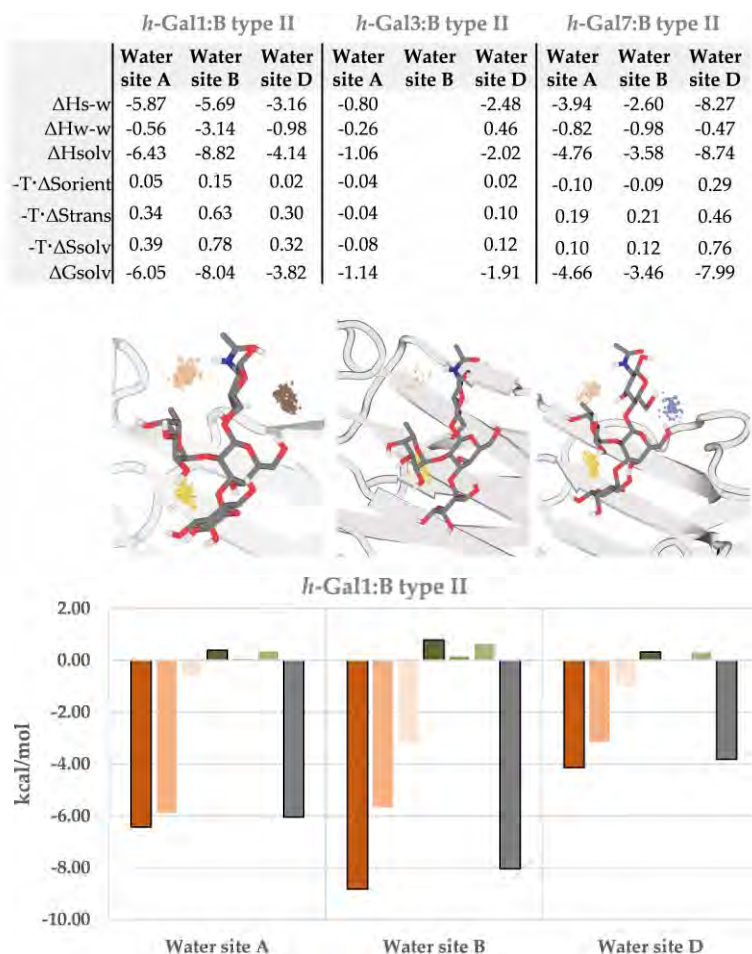 h-Gal1:B type II h-Gal3:B type II h-Gal7:B type II
Water Water Water Water Water Water Water Water Water
site A site B site D site A site B site D site A site B site D
ΔHs-w -5.87 -5.69 -3.16 -0.80 -2.48 -3.94 -2.60 -8.27
ΔHw-w -0.56 -3.14 -0.98 -0.26 0.46 -0.82 -0.98 -0.47
ΔHsolv -6.43 -8.82 -4.14 -1.06 -2.02 -4.76 -3.58 -8.74
-T·ΔSorient 0.05 0.15 0.02 -0.04 0.02 -0.10 -0.09 0.29
-T·ΔStrans 0.34 0.63 0.30 -0.04 0.10 0.19 0.21 0.46
-T·ΔSsolv 0.39 0.78 0.32 -0.08 0.12 0.10 0.12 0.76
ΔGsolv -6.05 -8.04 -3.82 -1.14 -1.91 -4.66 -3.46 -7.99
h-Gal1:B type II
2.00
0.00
-2.00
-4.00
-6.00
-8.00
-10.00
kcal/mol
Water site A Water site B Water site D